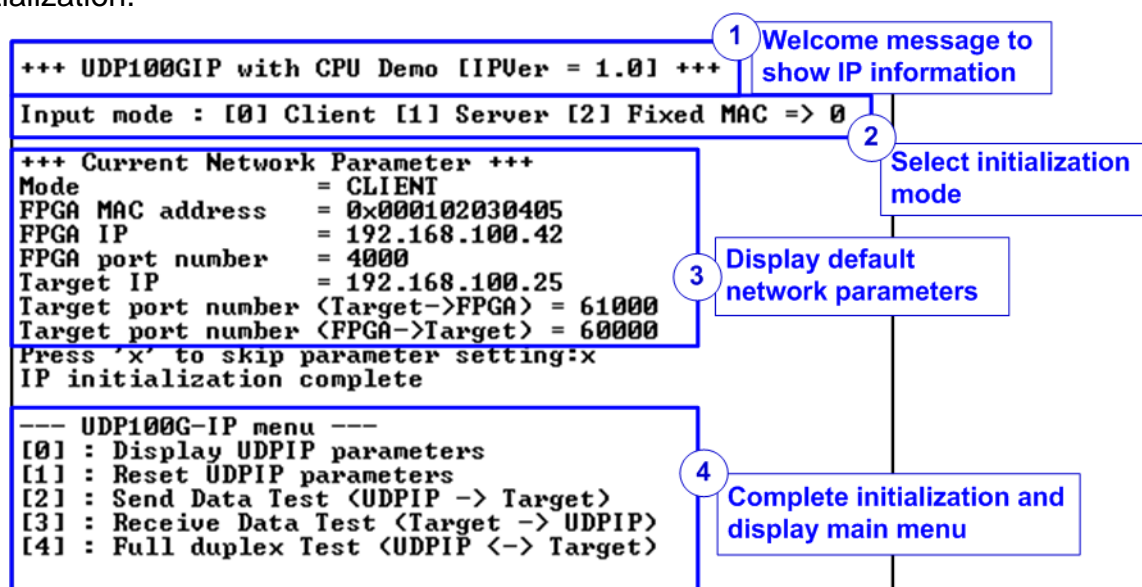 tialization.
1 Welcome message to
show IP information
+++ UDP100GIP with CPU Demo [IPVer = 1.0] +++
Input mode : [0] Client [1] Server [2] Fixed MAC => 0
2
Select initialization
mode
+++ Current Network Parameter +++
Mode = CLIENT
FPGA MAC address = 0x000102030405
FPGA IP = 192.168.100.42
FPGA port number = 4000
Target IP = 192.168.100.25
Target port number (Target->FPGA) = 61000
Target port number (FPGA->Target) = 60000
3 Display default
network parameters
Press 'x' to skip parameter setting:x
IP initialization complete
--- UDP100G-IP menu ---
[0] : Display UDPIP parameters
[1] : Reset UDPIP parameters
[2] : Send Data Test (UDPIP -> Target)
[3] : Receive Data Test (Target -> UDPIP)
[4] : Full duplex Test (UDPIP <-> Target)
4
Complete initialization and
display main menu